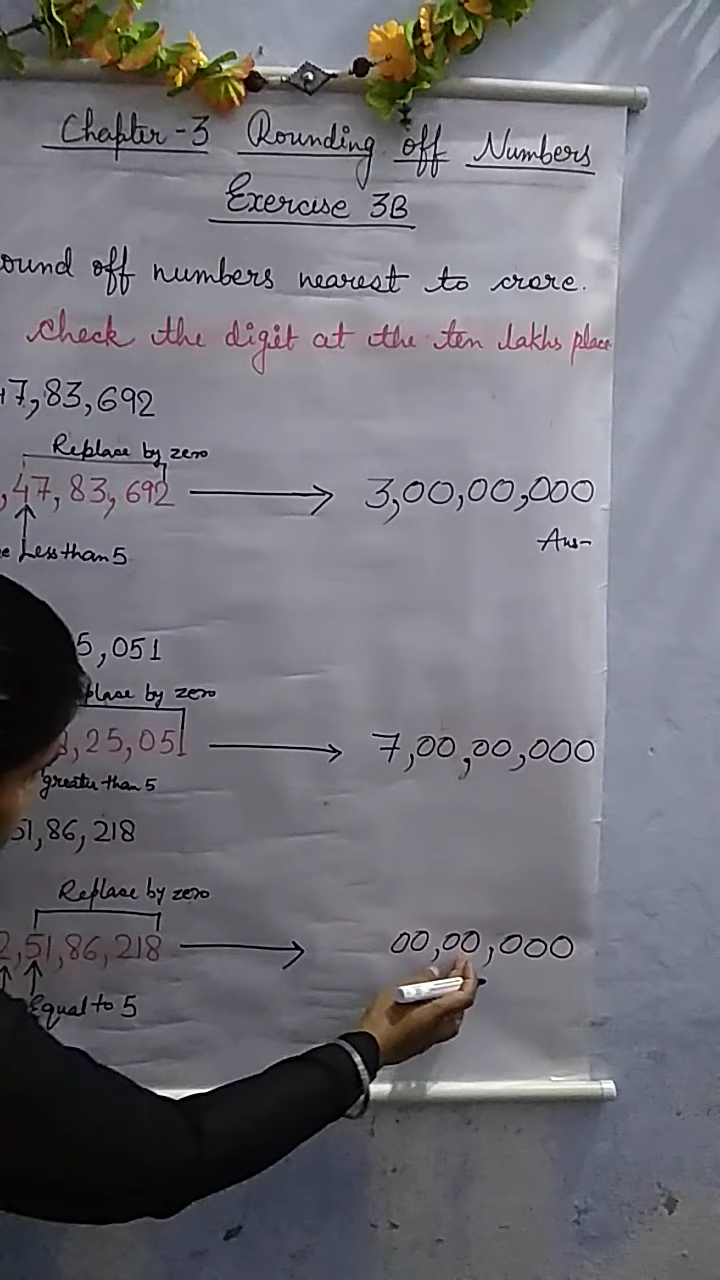 Chapter-3 Rounding off Numbers
Exercise 3B
ound off numbers nearest to crore.
check the digit at the ten lakhs place
47,83,692
Replace by zero
,47,83,692 → 3,00,00,000
Ans-
Less than 5
5,051
place by zero
,25,051 → 7,00,00,000
greater than 5
51,86,218
Replace by zero
2,51,86,218 → 00,00,000
Equal to 5